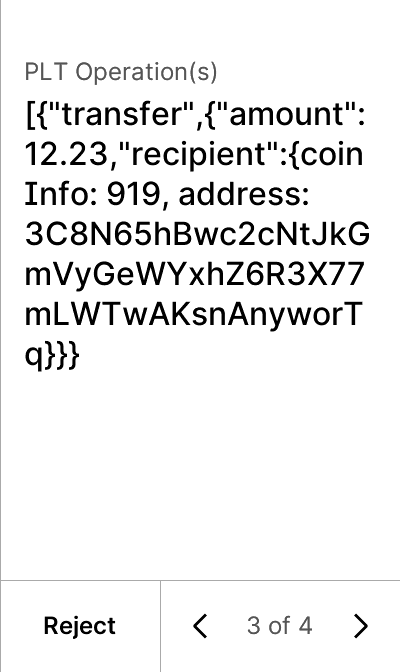 PLT Operation(s)
[{"transfer",{"amount":
12.23,"recipient":{coin
Info: 919, address:
3C8N65hBwc2cNtJkG
mVyGeWYxhZ6R3X77
mLWTwAKsnAnyworT
q}}}
Reject
3 of 4